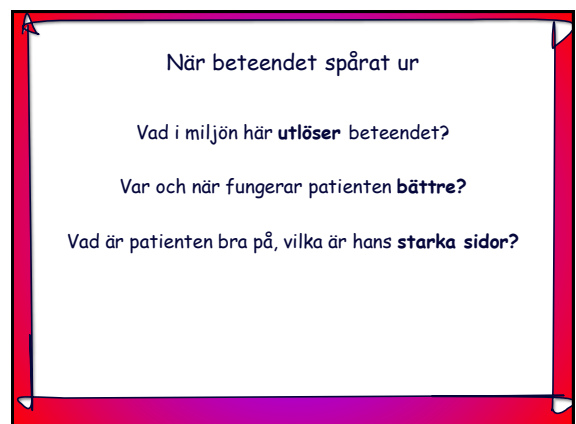 När beteendet spårat ur
Vad i miljön här utlöser beteendet?
Var och när fungerar patienten bättre?
Vad är patienten bra på, vilka är hans starka sidor?